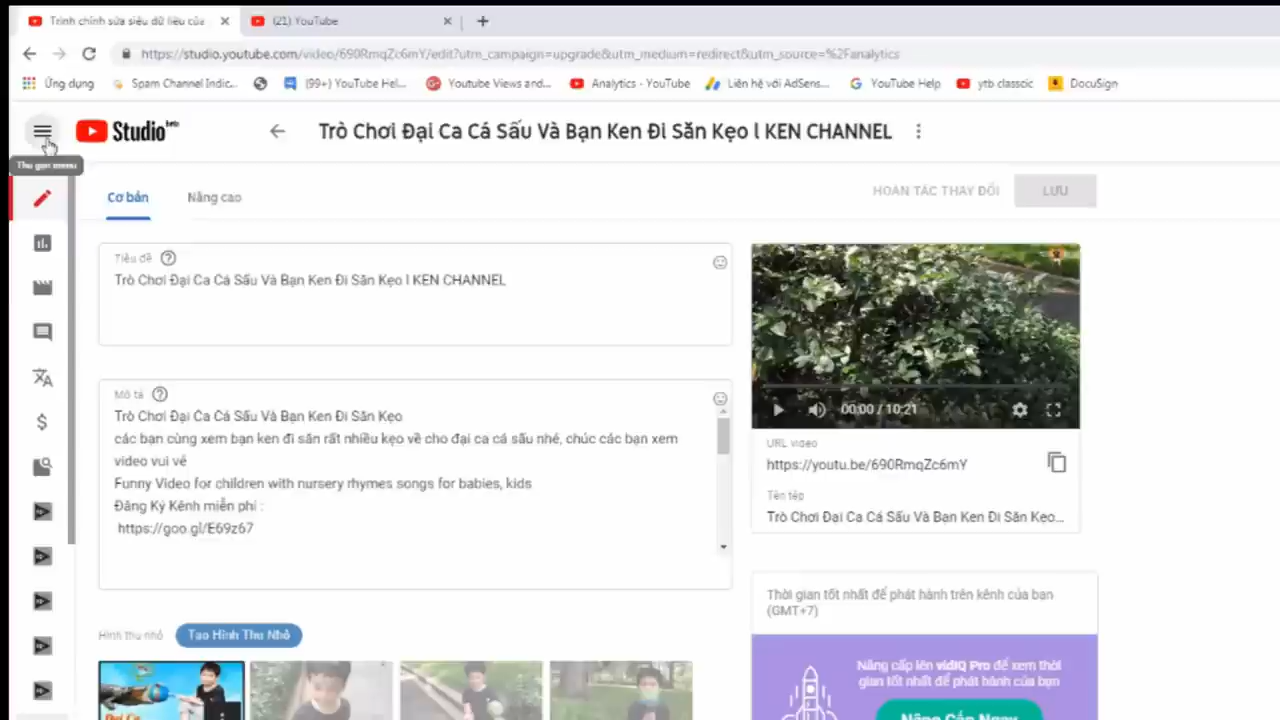 Trình chỉnh sửa siêu dữ liệu của
(21) YouTube
https://studio.youtube.com/video/690RmqZc6mY/edit?utm_campaign=upgrade&utm_medium=redirect&utm_source=%2Fanalytics
Ứng dụng
Spam Channel Indic...
(99+) YouTube Hel...
Youtube Views and...
Analytics - YouTube
Liên hệ với AdSens...
YouTube Help
ytb classcic
DocuSign
Studio beta
Trò Chơi Đại Ca Cá Sấu Và Bạn Ken Đi Săn Kẹo l KEN CHANNEL
Thu gọn menu
Cơ bản
Nâng cao
HOÀN TÁC THAY ĐỔI
LƯU
Tiêu đề
Trò Chơi Đại Ca Cá Sấu Và Bạn Ken Đi Săn Kẹo l KEN CHANNEL
Mô tả
Trò Chơi Đại Ca Cá Sấu Và Bạn Ken Đi Săn Kẹo
các bạn cùng xem bạn ken đi săn rất nhiều kẹo về cho đại ca cá sấu nhé, chúc các bạn xem
video vui vẻ
Funny Video for children with nursery rhymes songs for babies, kids
Đăng Ký Kênh miễn phí :
https://goo.gl/E69z67
00:00 / 10:21
URL video
https://youtu.be/690RmqZc6mY
Tên tệp
Trò Chơi Đại Ca Cá Sấu Và Bạn Ken Đi Săn Kẹo...
Thời gian tốt nhất để phát hành trên kênh của bạn
(GMT+7)
Nâng cấp lên vidIQ Pro để xem thời
gian tốt nhất để phát hành của bạn
Nâng Cấp Ngay
Hình thu nhỏ
Tạo Hình Thu Nhỏ
Đại Ca